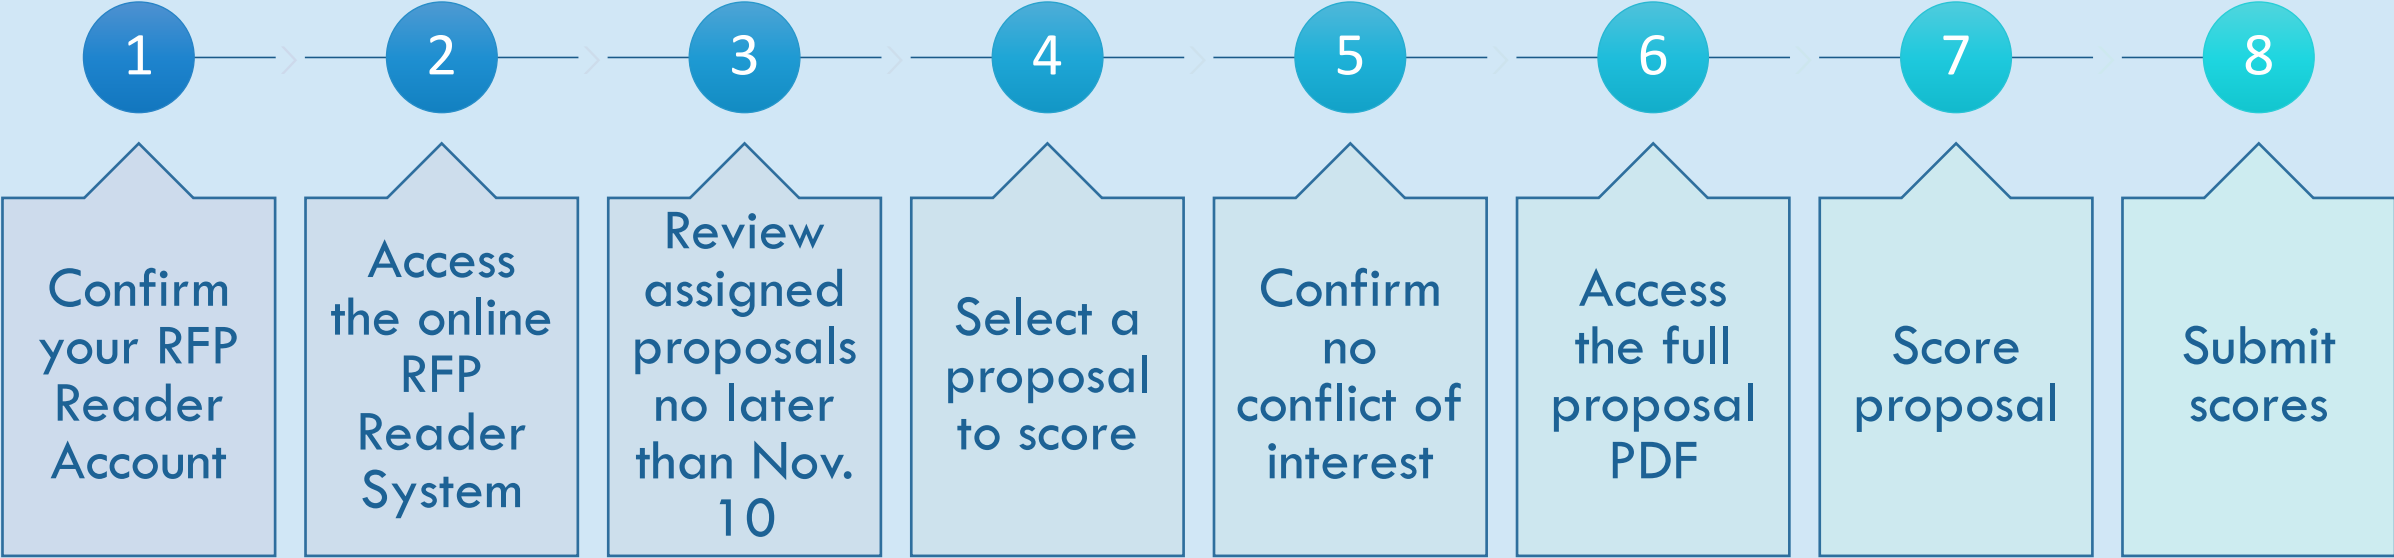 1
Confirm
your RFP
Reader
Account
2
Access
the online
RFP
Reader
System
3
Review
assigned
proposals
no later
than Nov.
10
4
Select a
proposal
to score
5
Confirm
no
conflict of
interest
6
Access
the full
proposal
PDF
7
Score
proposal
8
Submit
scores